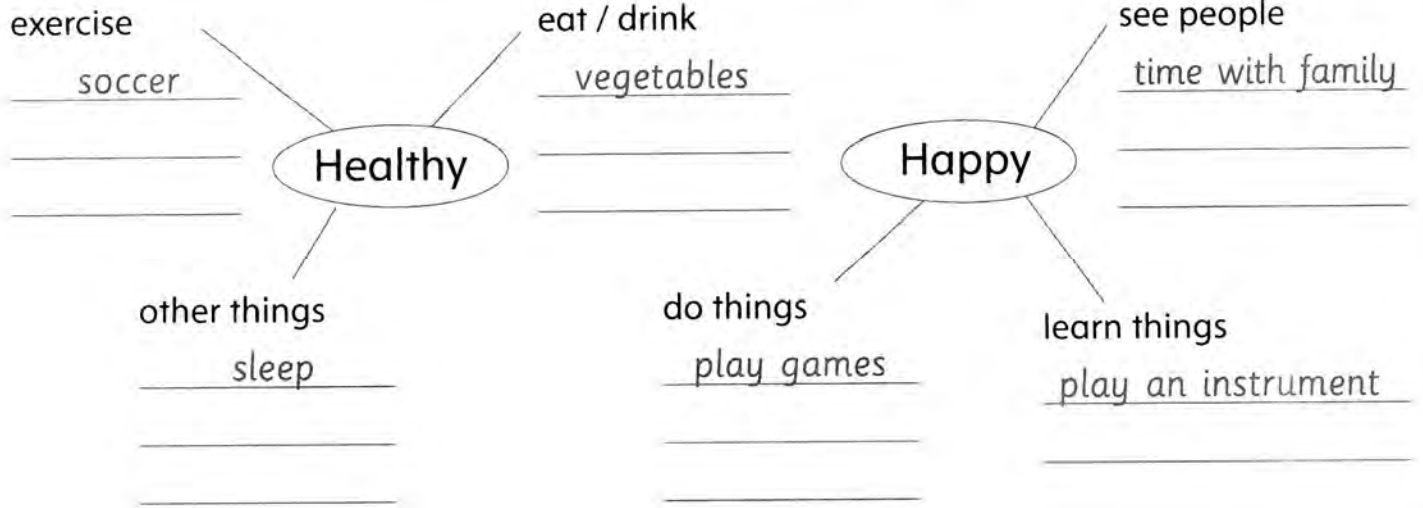 exercise
soccer
eat / drink
vegetables
Healthy
other things
sleep
see people
time with family
Happy
do things
play games
learn things
play an instrument